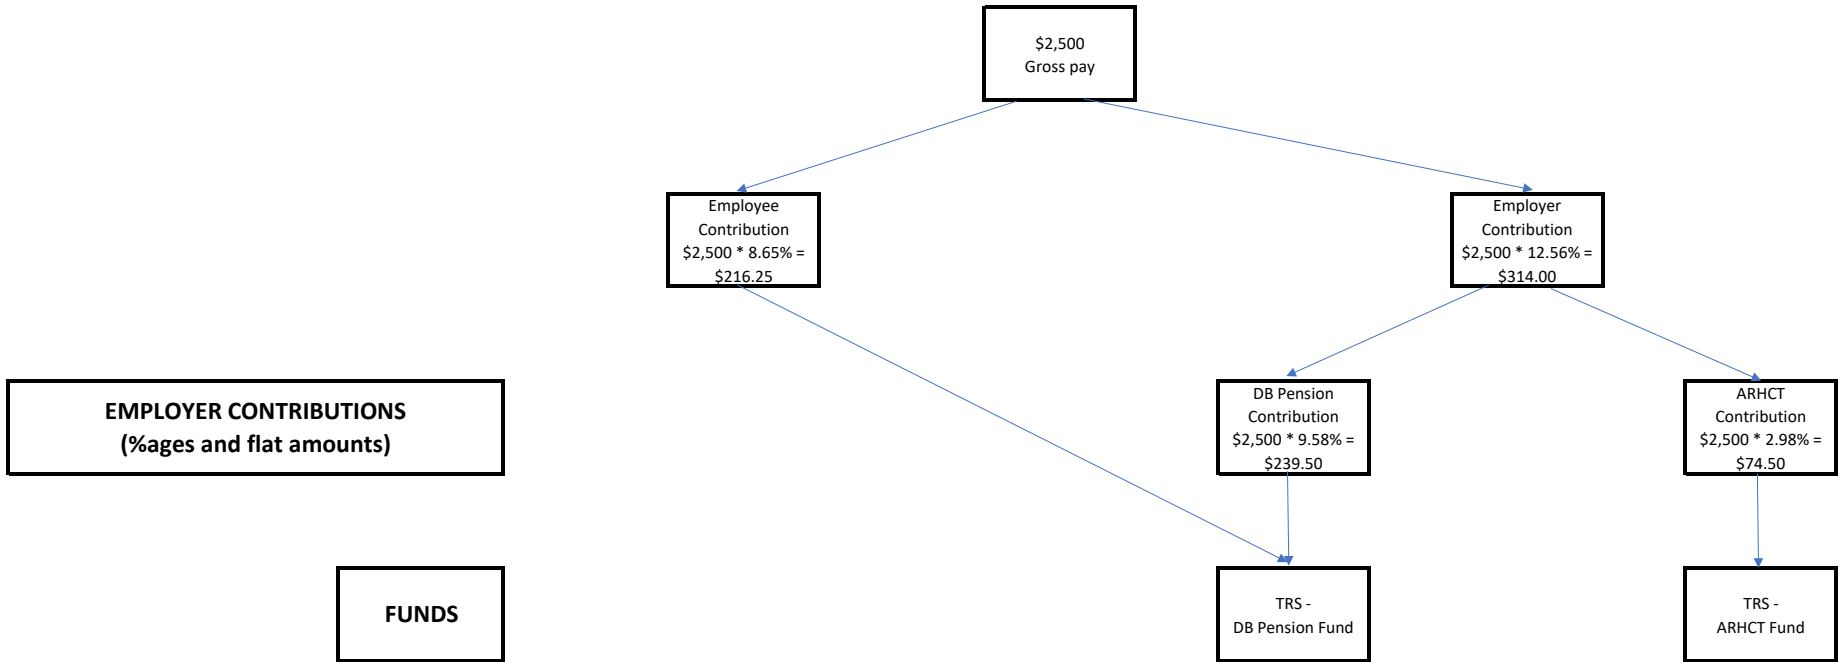 $2,500
Gross pay
Employee
Contribution
$2,500 * 8.65% =
$216.25
Employer
Contribution
$2,500 * 12.56% =
$314.00
EMPLOYER CONTRIBUTIONS
(%ages and flat amounts)
DB Pension
Contribution
$2,500 * 9.58% =
$239.50
ARHCT
Contribution
$2,500 * 2.98% =
$74.50
FUNDS
TRS -
DB Pension Fund
TRS -
ARHCT Fund